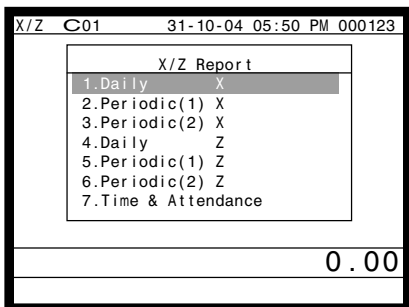 X/Z C01 31-10-04 05:50 PM 000123
X/Z Report
1.Daily X
2.Periodic(1) X
3.Periodic(2) X
4.Daily Z
5.Periodic(1) Z
6.Periodic(2) Z
7.Time & Attendance
0.00